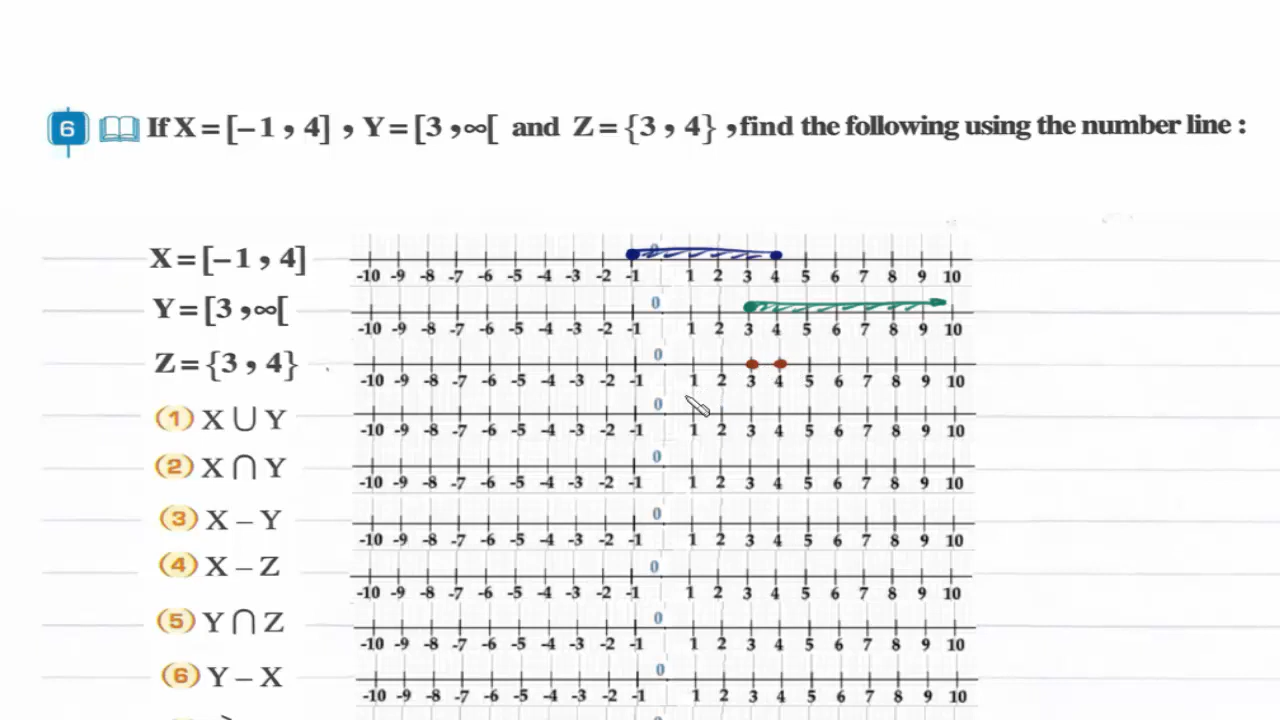 6 If X = [– 1 , 4] , Y = [3 , ∞[ and Z = {3 , 4} , find the following using the number line :
X = [– 1 , 4]
0
-10 -9 -8 -7 -6 -5 -4 -3 -2 -1 1 2 3 4 5 6 7 8 9 10
Y = [3 , ∞[
0
-10 -9 -8 -7 -6 -5 -4 -3 -2 -1 1 2 3 4 5 6 7 8 9 10
Z = {3 , 4}
0
-10 -9 -8 -7 -6 -5 -4 -3 -2 -1 1 2 3 4 5 6 7 8 9 10
(1) X ⋃ Y
0
-10 -9 -8 -7 -6 -5 -4 -3 -2 -1 1 2 3 4 5 6 7 8 9 10
(2) X ⋂ Y
0
-10 -9 -8 -7 -6 -5 -4 -3 -2 -1 1 2 3 4 5 6 7 8 9 10
(3) X – Y
0
-10 -9 -8 -7 -6 -5 -4 -3 -2 -1 1 2 3 4 5 6 7 8 9 10
(4) X – Z
0
-10 -9 -8 -7 -6 -5 -4 -3 -2 -1 1 2 3 4 5 6 7 8 9 10
(5) Y ⋂ Z
0
-10 -9 -8 -7 -6 -5 -4 -3 -2 -1 1 2 3 4 5 6 7 8 9 10
(6) Y – X
0
-10 -9 -8 -7 -6 -5 -4 -3 -2 -1 1 2 3 4 5 6 7 8 9 10